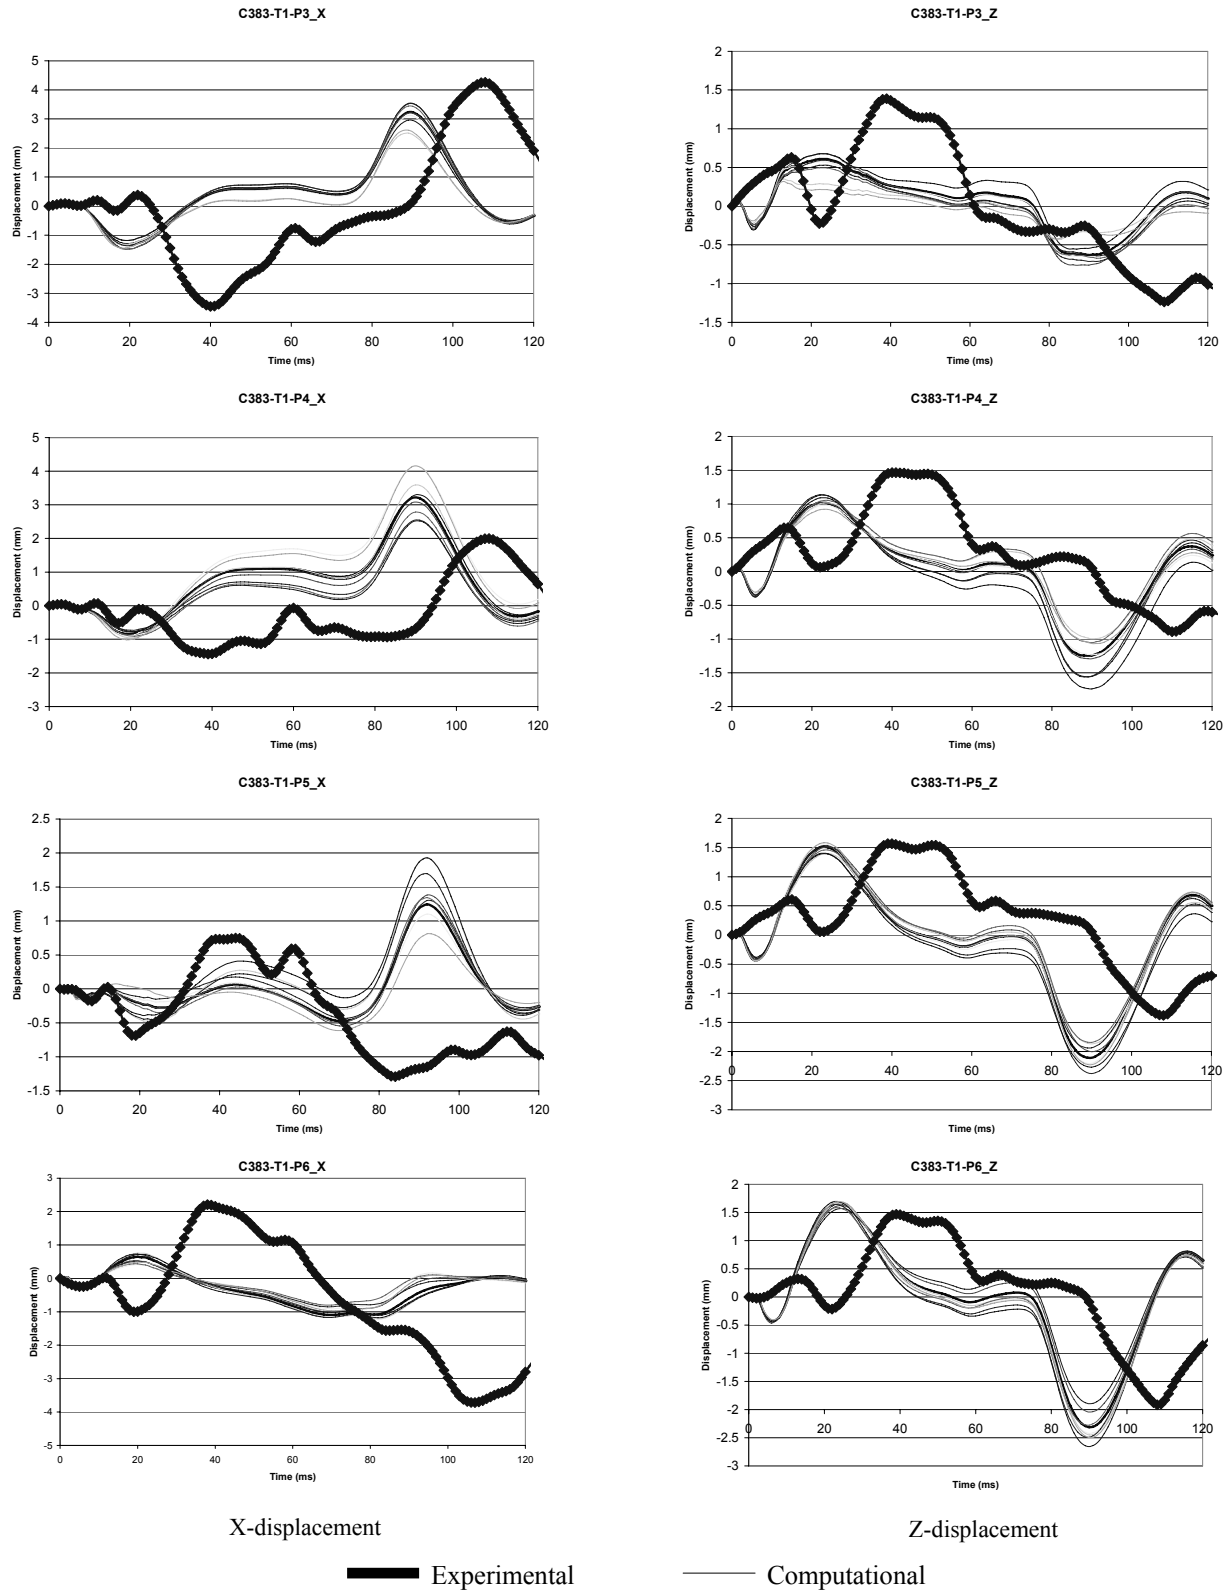 C383-T1-P3_X
5
4
3
2
1
0
-1
-2
-3
-4
Displacement (mm)
0 20 40 60 80 100 120
Time (ms)
C383-T1-P3_Z
2
1.5
1
0.5
0
-0.5
-1
-1.5
Displacement (mm)
0 20 40 60 80 100 120
Time (ms)
C383-T1-P4_X
5
4
3
2
1
0
-1
-2
-3
Displacement (mm)
0 20 40 60 80 100 120
Time (ms)
C383-T1-P4_Z
2
1.5
1
0.5
0
-0.5
-1
-1.5
-2
Displacement (mm)
0 20 40 60 80 100 120
Time (ms)
C383-T1-P5_X
2.5
2
1.5
1
0.5
0
-0.5
-1
-1.5
Displacement (mm)
0 20 40 60 80 100 120
Time (ms)
C383-T1-P5_Z
2
1.5
1
0.5
0
-0.5
-1
-1.5
-2
-2.5
-3
Displacement (mm)
0 20 40 60 80 100 120
Time (ms)
C383-T1-P6_X
3
2
1
0
-1
-2
-3
-4
-5
Displacement (mm)
0 20 40 60 80 100 120
Time (ms)
C383-T1-P6_Z
2
1.5
1
0.5
0
-0.5
-1
-1.5
-2
-2.5
-3
Displacement (mm)
0 20 40 60 80 100 120
Time (ms)
X-displacement
Z-displacement
Experimental
Computational